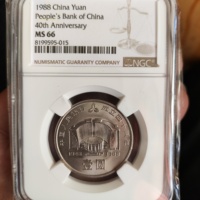 1988 China Yuan
People's Bank of China
40th Anniversary
MS 66
8199595-015
NUMISMATIC GUARANTY COMPANY
NGC
壹圆